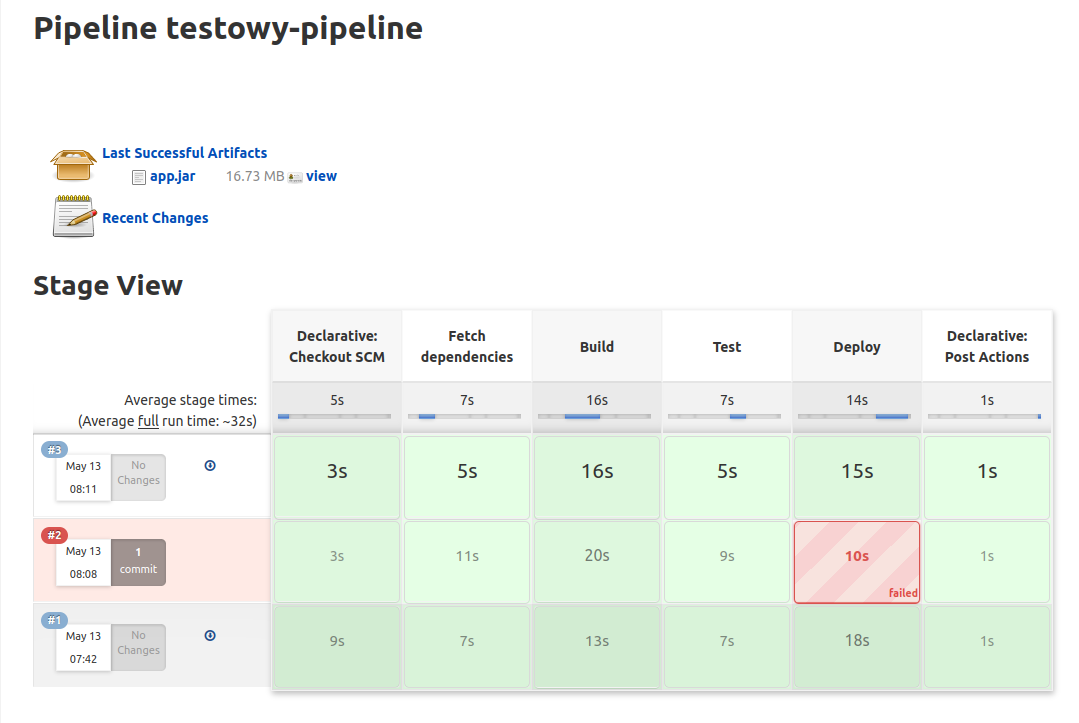 Pipeline testowy-pipeline
Last Successful Artifacts
app.jar 16.73 MB view
Recent Changes
Stage View
Declarative: Checkout SCM
Fetch dependencies
Build
Test
Deploy
Declarative: Post Actions
Average stage times:
(Average full run time: ~32s)
5s 7s 16s 7s 14s 1s
#3
May 13
08:11
No Changes
3s 5s 16s 5s 15s 1s
#2
May 13
08:08
1 commit
3s 11s 20s 9s 10s 1s
failed
#1
May 13
07:42
No Changes
9s 7s 13s 7s 18s 1s